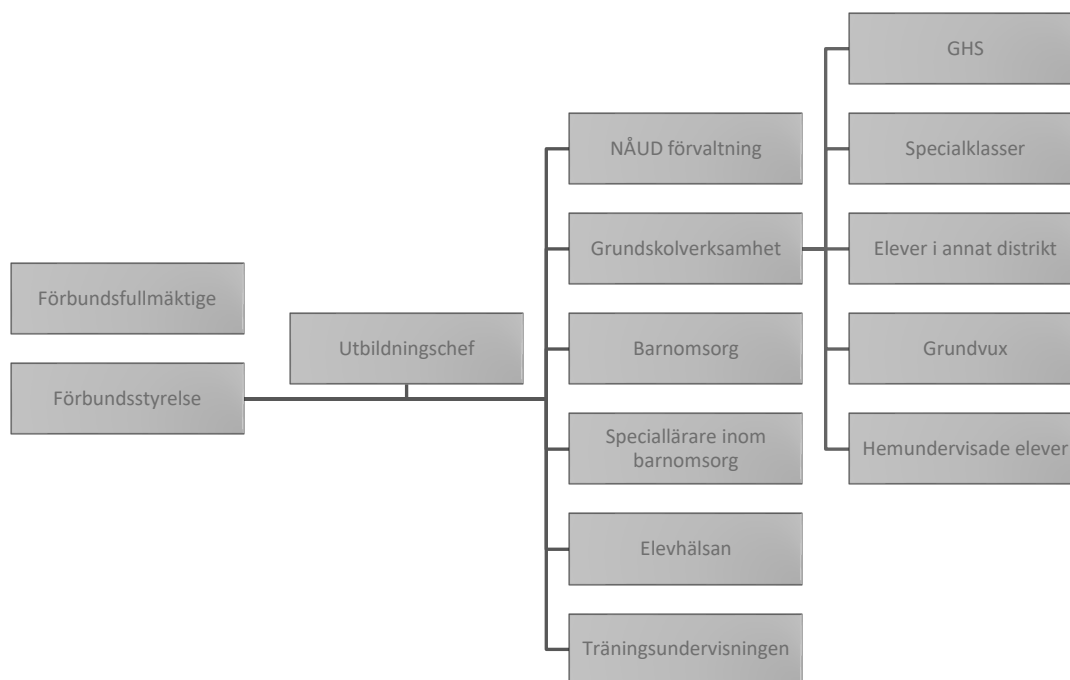 Förbundsfullmäktige
Förbundsstyrelse
Utbildningschef
NÅUD förvaltning
Grundskolverksamhet
Barnomsorg
Speciallärare inom
barnomsorg
Elevhälsan
Träningsundervisningen
GHS
Specialklasser
Elever i annat distrikt
Grundvux
Hemundervisade elever